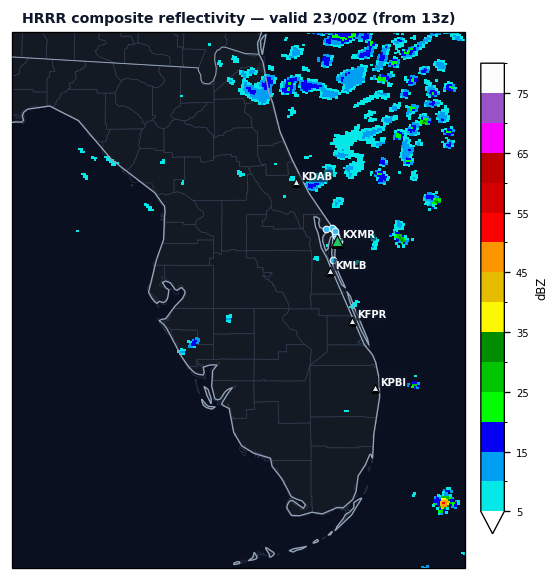 HRRR composite reflectivity — valid 23/00Z (from 13z)
KDAB
KXMR
KMLB
KFPR
KPBI
75
65
55
45
35
25
15
5
dBZ